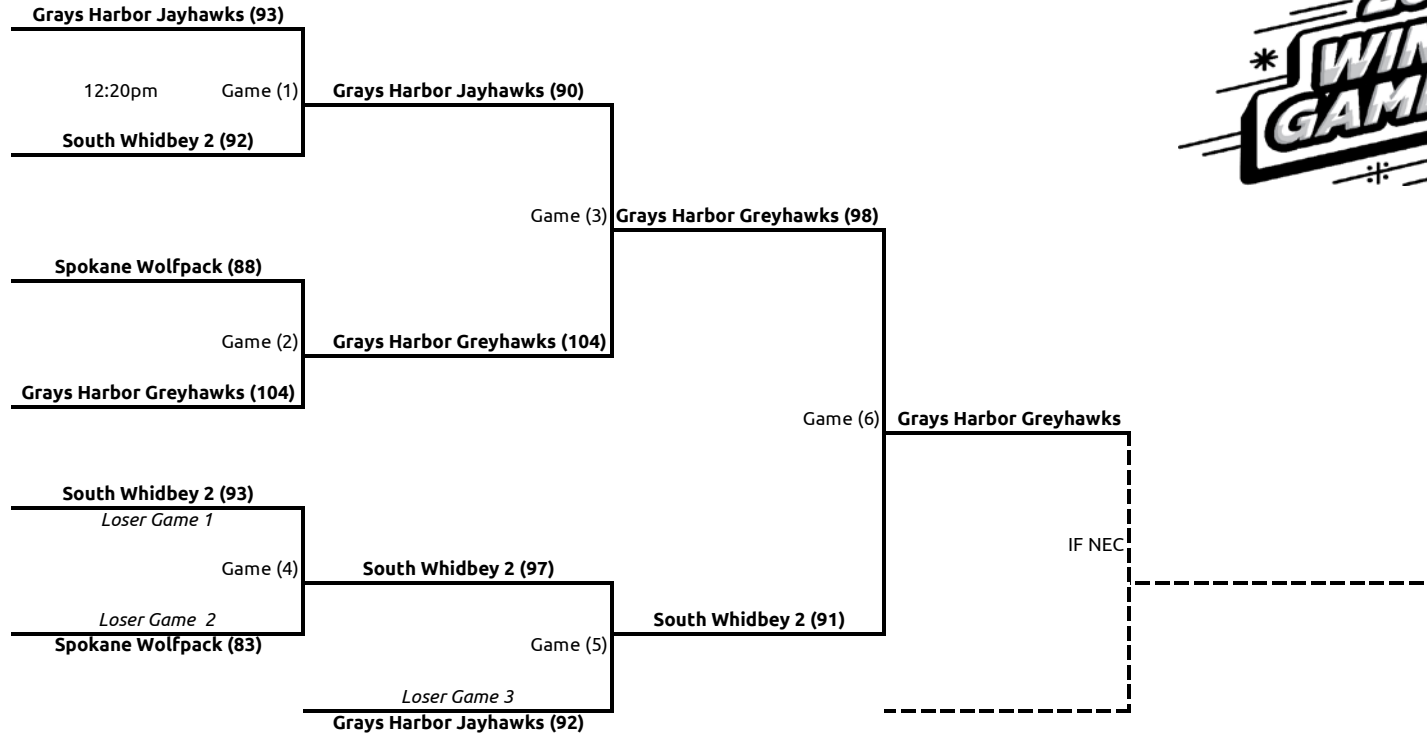 Grays Harbor Jayhawks (93)
12:20pm
Game (1)
Grays Harbor Jayhawks (90)
South Whidbey 2 (92)
Game (3)
Grays Harbor Greyhawks (98)
Spokane Wolfpack (88)
Game (2)
Grays Harbor Greyhawks (104)
Grays Harbor Greyhawks (104)
Game (6)
Grays Harbor Greyhawks
South Whidbey 2 (93)
Loser Game 1
IF NEC
Game (4)
South Whidbey 2 (97)
Loser Game 2
South Whidbey 2 (91)
Spokane Wolfpack (83)
Game (5)
Loser Game 3
Grays Harbor Jayhawks (92)